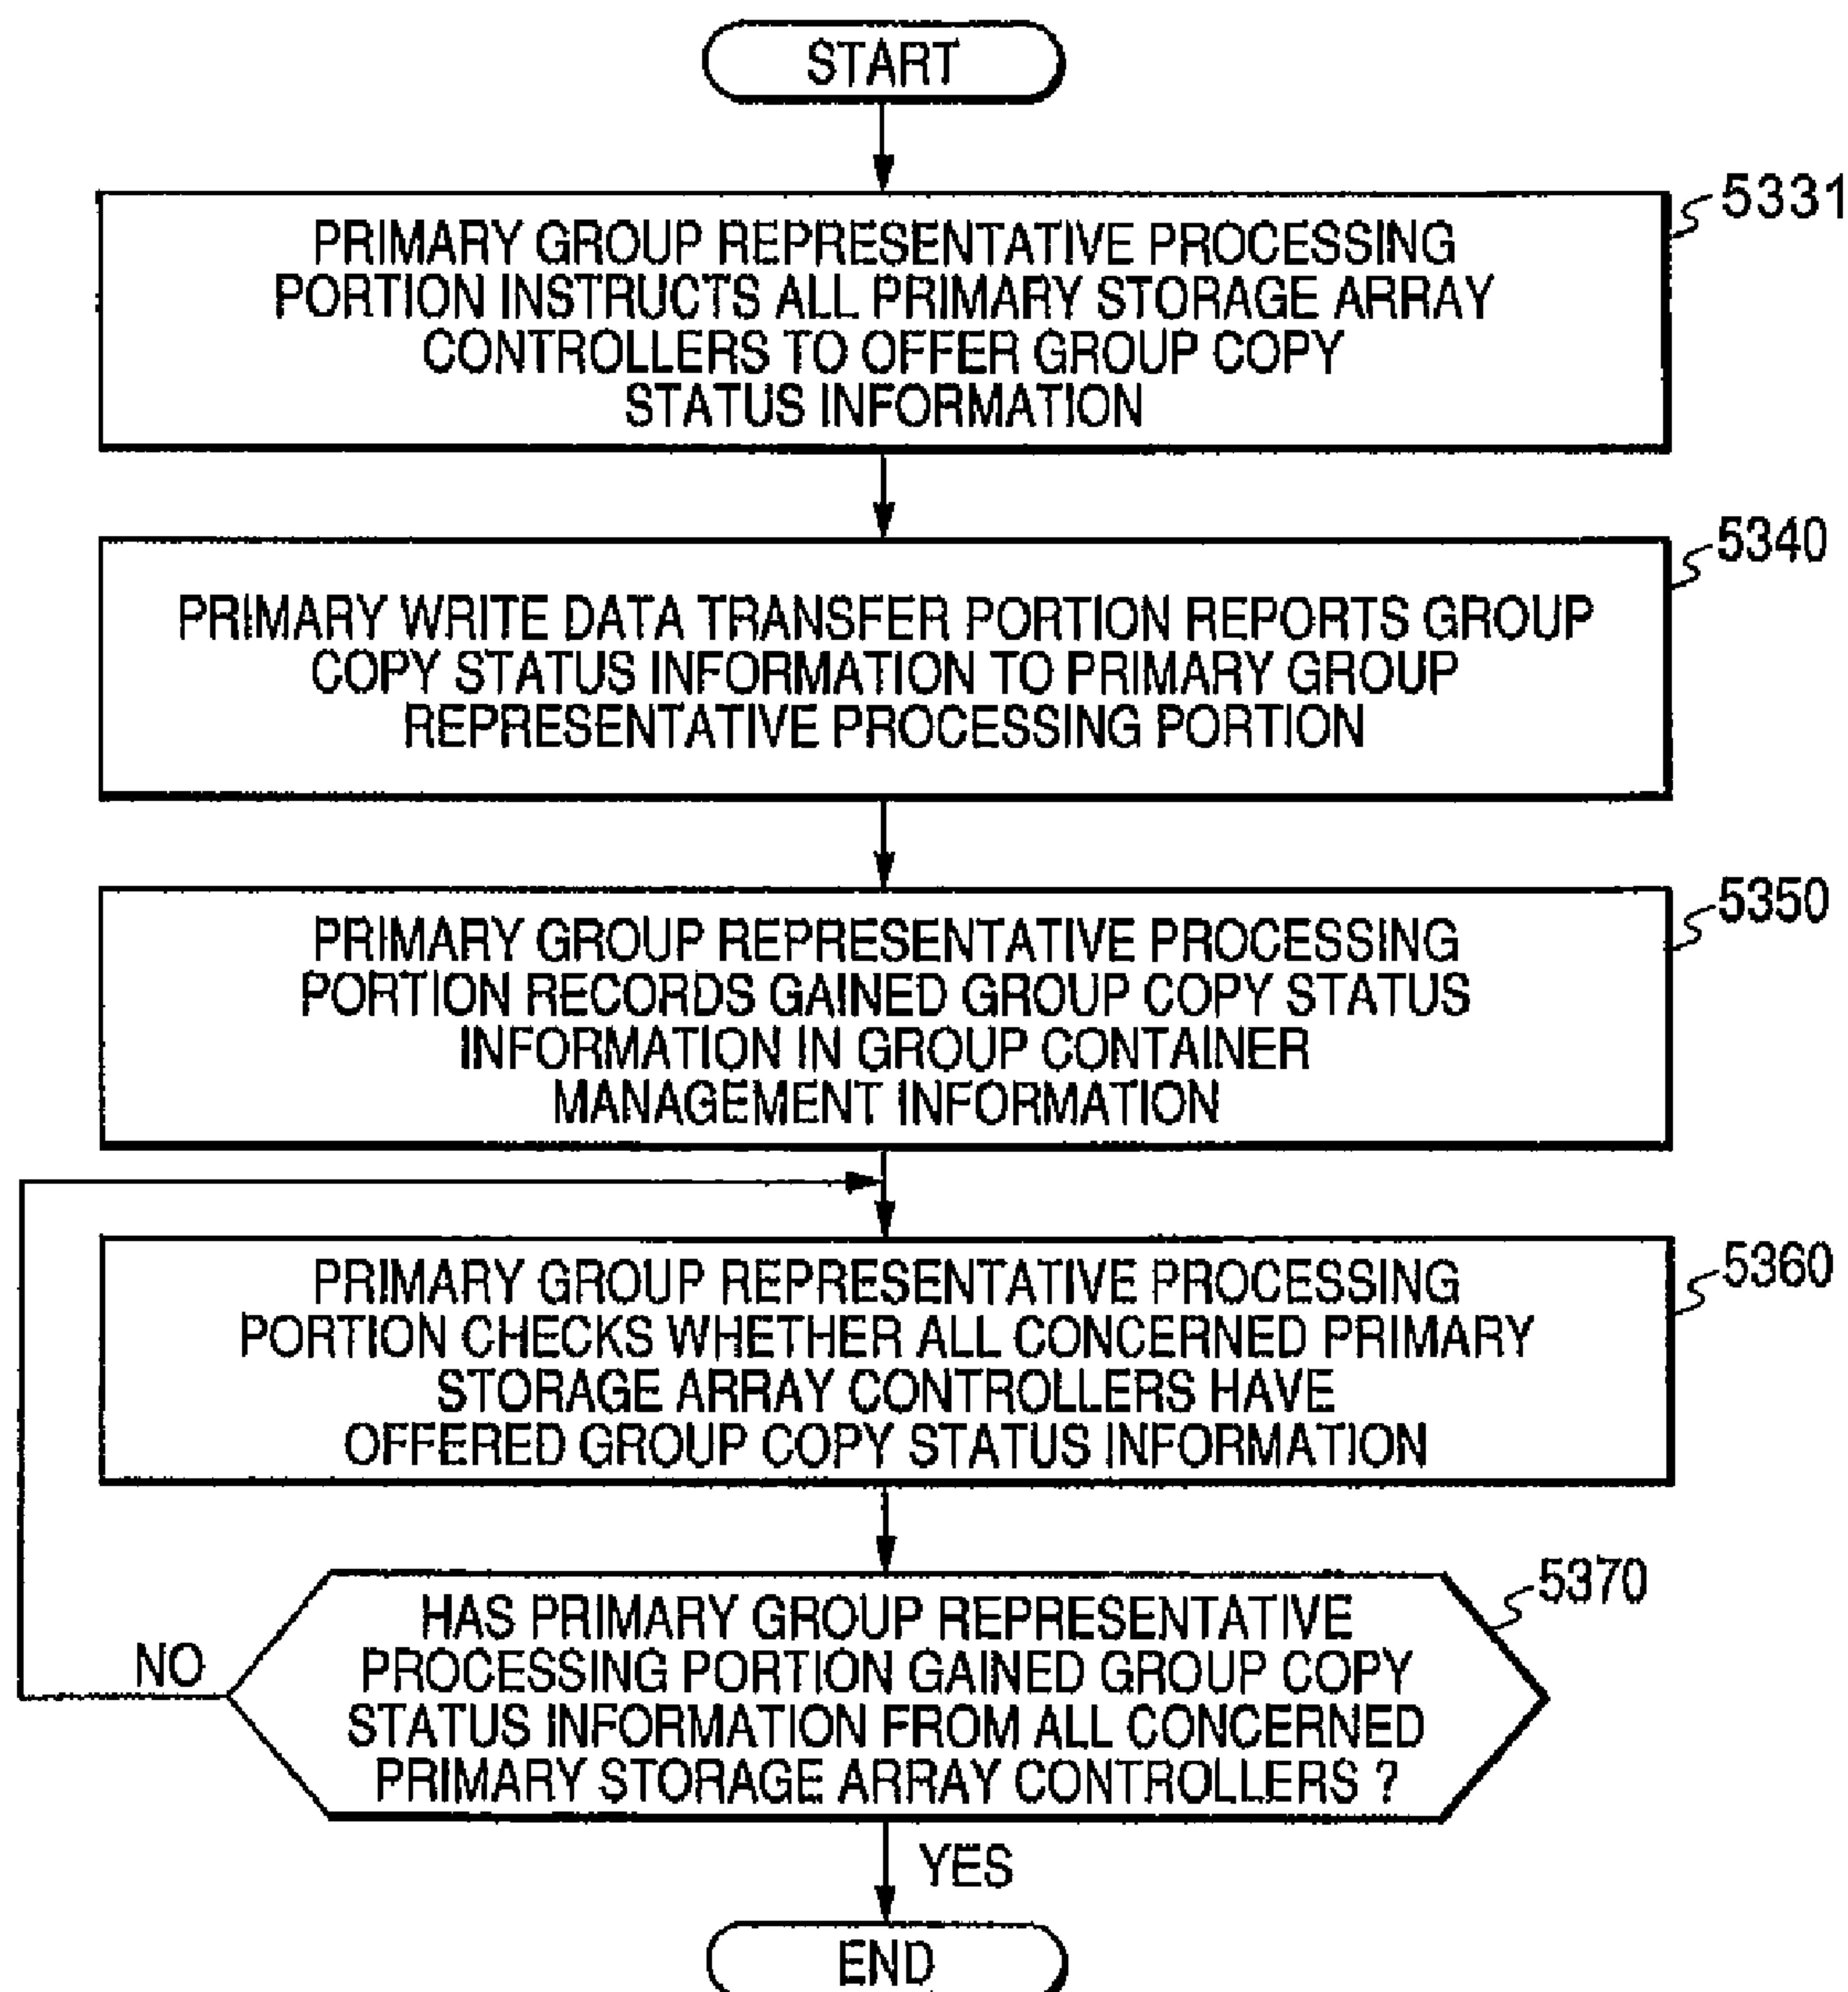 START
5331
PRIMARY GROUP REPRESENTATIVE PROCESSING
PORTION INSTRUCTS ALL PRIMARY STORAGE ARRAY
CONTROLLERS TO OFFER GROUP COPY
STATUS INFORMATION
5340
PRIMARY WRITE DATA TRANSFER PORTION REPORTS GROUP
COPY STATUS INFORMATION TO PRIMARY GROUP
REPRESENTATIVE PROCESSING PORTION
5350
PRIMARY GROUP REPRESENTATIVE PROCESSING
PORTION RECORDS GAINED GROUP COPY STATUS
INFORMATION IN GROUP CONTAINER
MANAGEMENT INFORMATION
5360
PRIMARY GROUP REPRESENTATIVE PROCESSING
PORTION CHECKS WHETHER ALL CONCERNED PRIMARY
STORAGE ARRAY CONTROLLERS HAVE
OFFERED GROUP COPY STATUS INFORMATION
5370
HAS PRIMARY GROUP REPRESENTATIVE
PROCESSING PORTION GAINED GROUP COPY
STATUS INFORMATION FROM ALL CONCERNED
PRIMARY STORAGE ARRAY CONTROLLERS ?
NO
YES
END